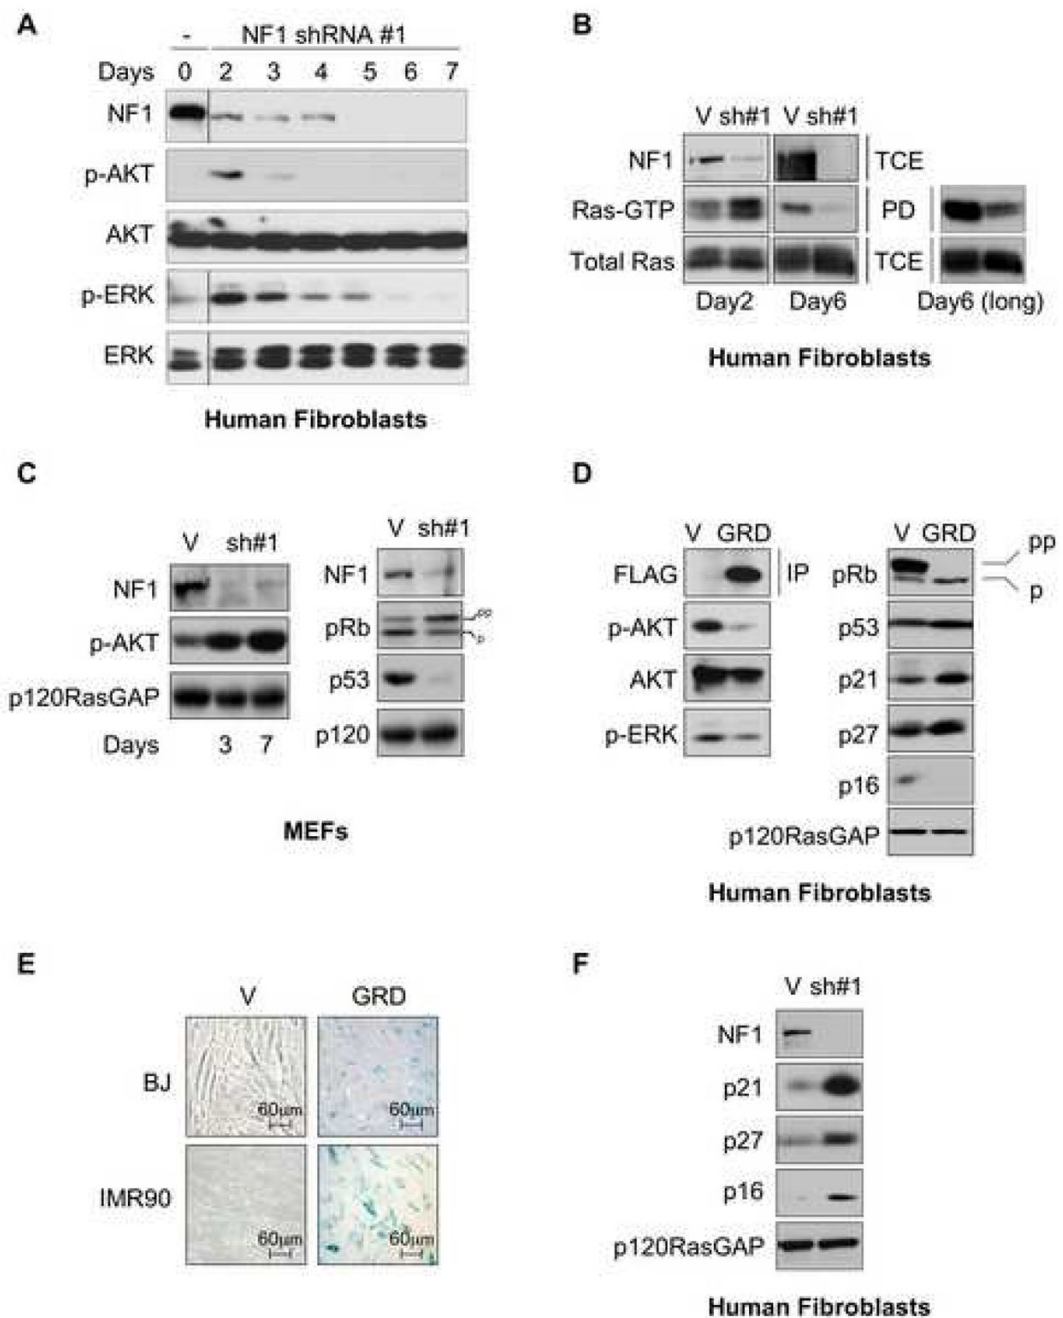 A
- NF1 shRNA #1
Days 0 2 3 4 5 6 7
NF1
p-AKT
AKT
p-ERK
ERK
Human Fibroblasts
B
V sh#1 V sh#1
NF1 TCE
Ras-GTP PD
Total Ras TCE
Day2 Day6 Day6 (long)
Human Fibroblasts
C
V sh#1
NF1
p-AKT
p120RasGAP
Days 3 7
V sh#1
NF1
pRb pp
p
p53
p120
MEFs
D
V GRD
FLAG IP
p-AKT
AKT
p-ERK
V GRD
pRb pp
p
p53
p21
p27
p16
p120RasGAP
Human Fibroblasts
E
V GRD
BJ
60µm 60µm
IMR90
60µm 60µm
F
V sh#1
NF1
p21
p27
p16
p120RasGAP
Human Fibroblasts